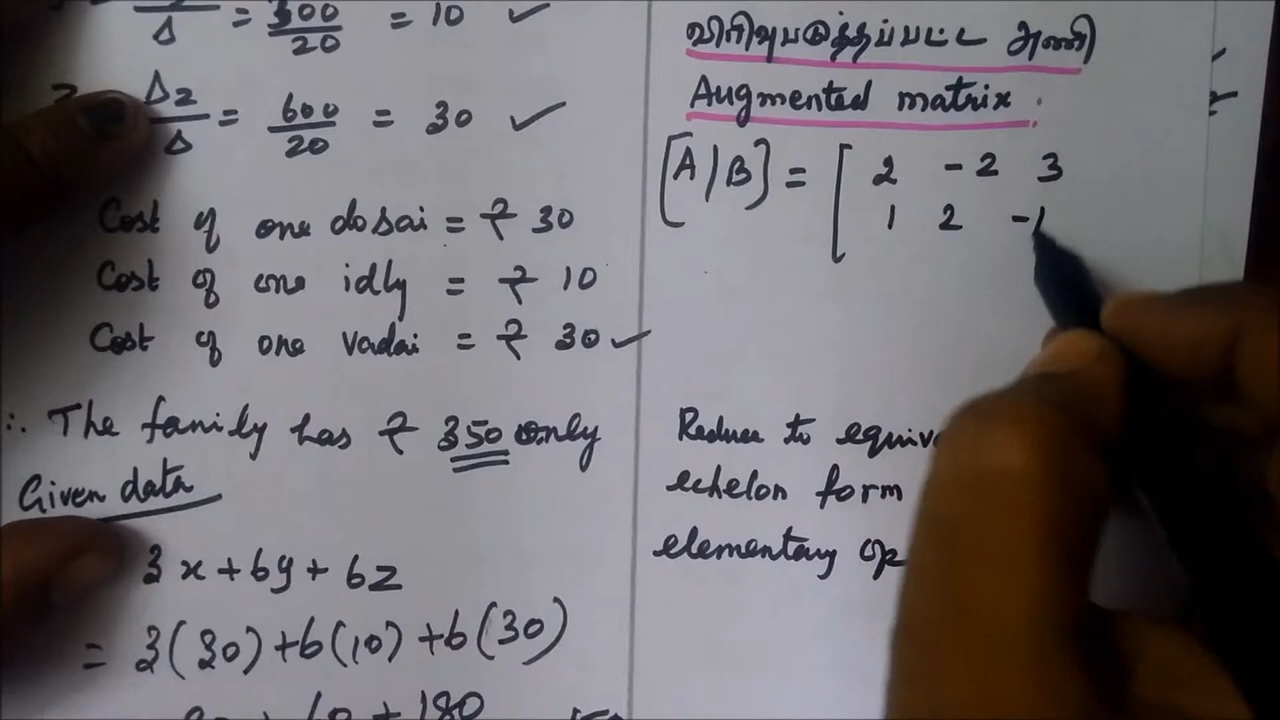 Δ = 300/20 = 10 ✓
Δz/Δ = 600/20 = 30 ✓
Cost of one dosai = ₹ 30
Cost of one idly = ₹ 10
Cost of one vadai = ₹ 30 ✓
∴ The family has ₹ 350 only
Given data
3x+6y+6z
= 3(30)+6(10)+6(30)
+ 180
விரிவுபடுத்தப்பட்ட அணி
Augmented matrix
[A/B] = [ 2 -2 3
1 2 -1
Reduce to
echelon form
elementary